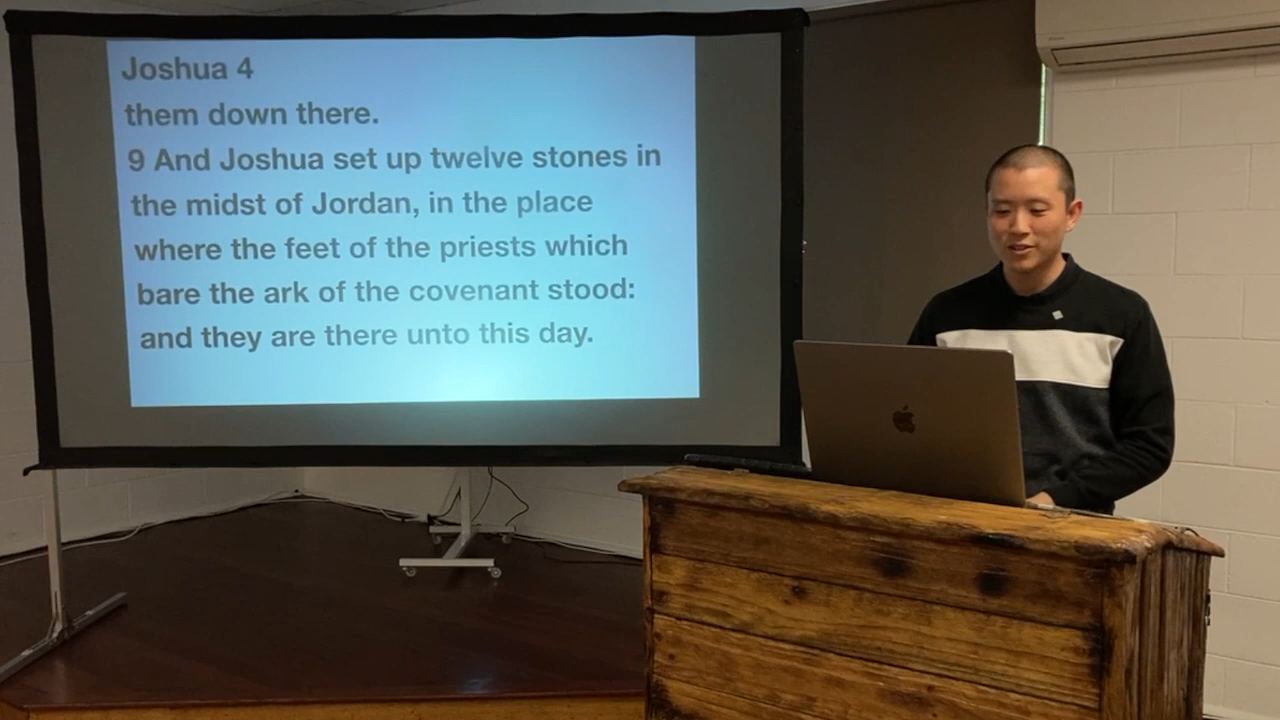 Joshua 4
them down there.
9 And Joshua set up twelve stones in
the midst of Jordan, in the place
where the feet of the priests which
bare the ark of the covenant stood:
and they are there unto this day.